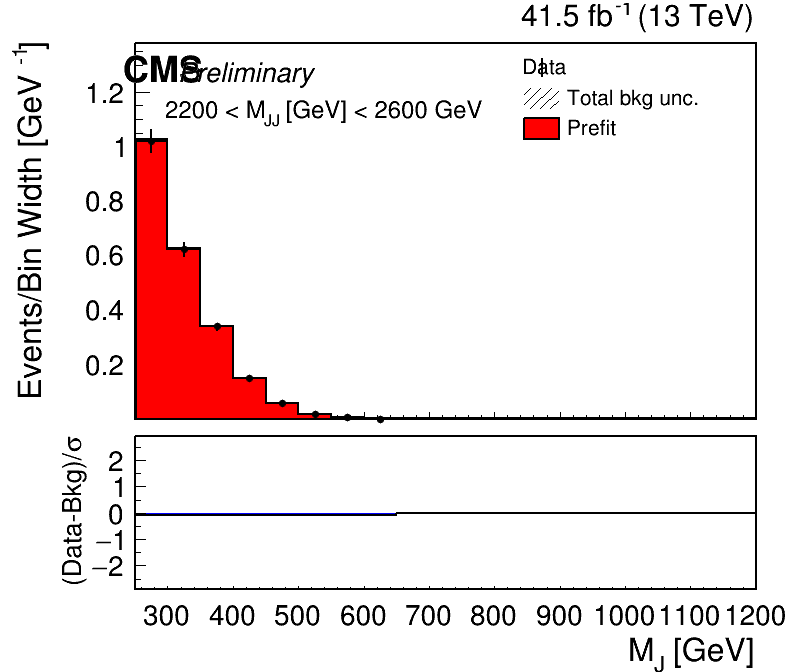 41.5 fb⁻¹ (13 TeV)
CMS Preliminary
2200 < M_JJ [GeV] < 2600 GeV
Data
Total bkg unc.
Prefit
Events/Bin Width [GeV⁻¹]
1.2
1
0.8
0.6
0.4
0.2
(Data-Bkg)/σ
2
1
0
−1
−2
300 400 500 600 700 800 900 1000 1100 1200
M_J [GeV]